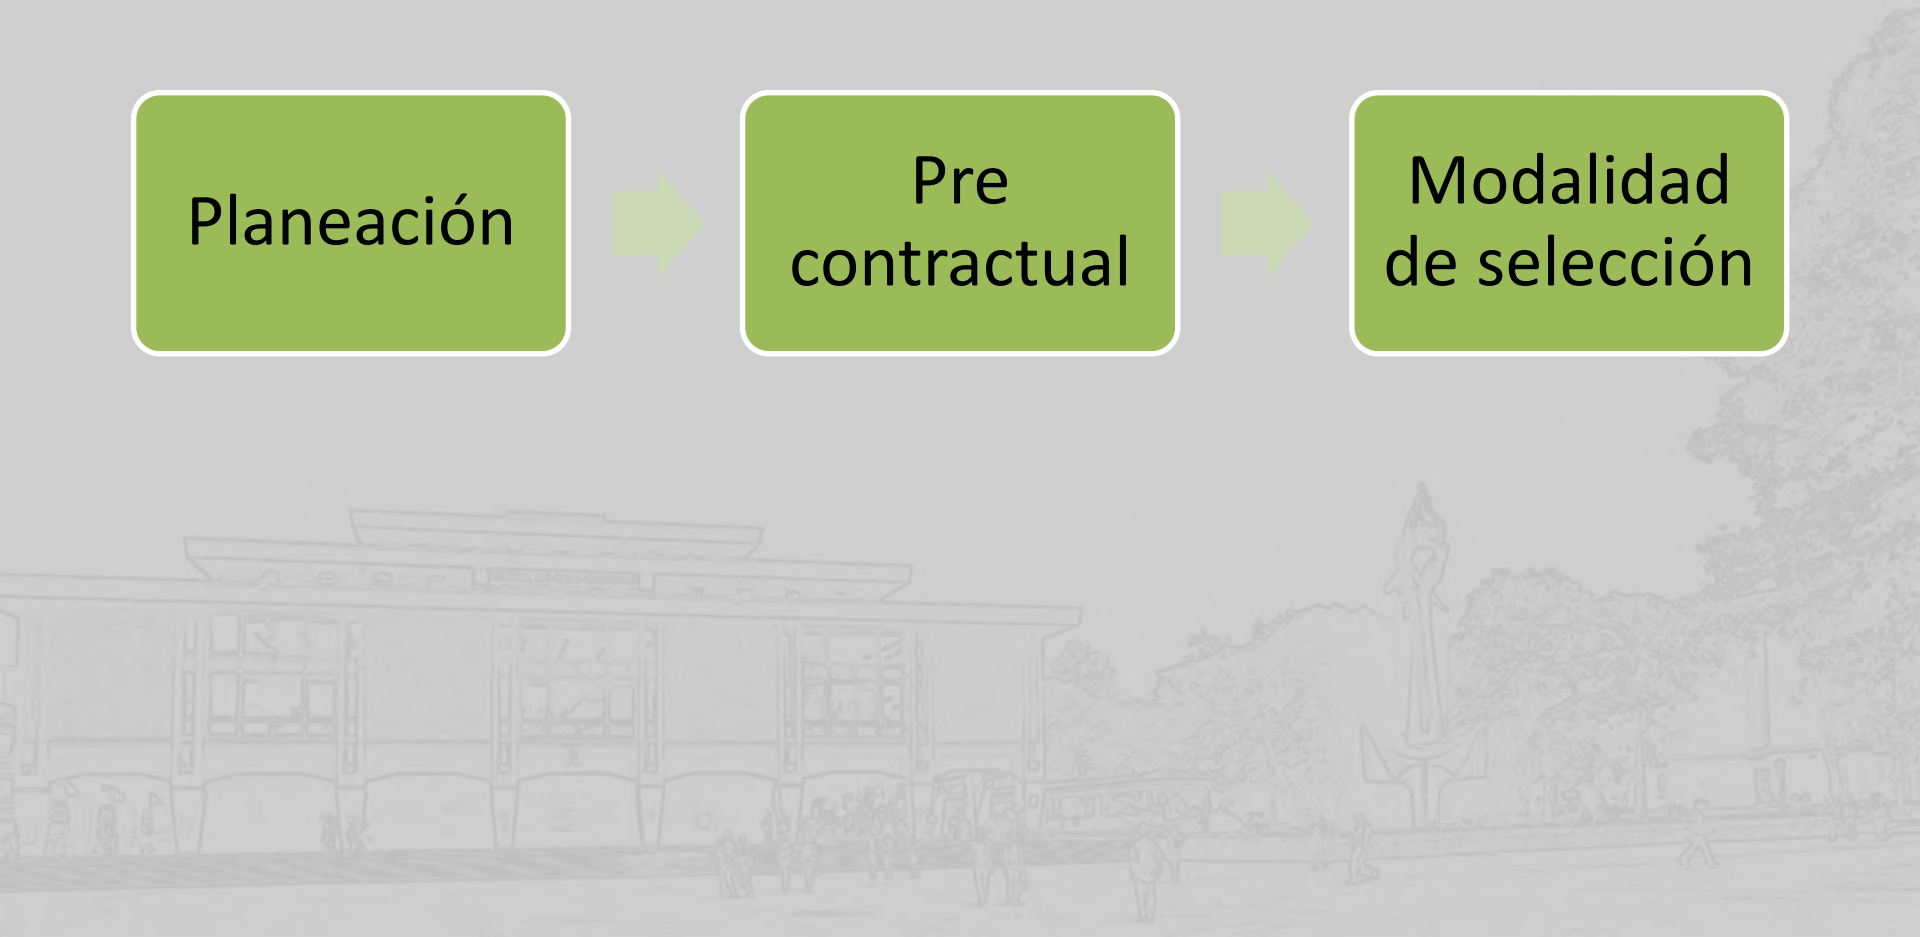 Planeación
Pre
contractual
Modalidad
de selección